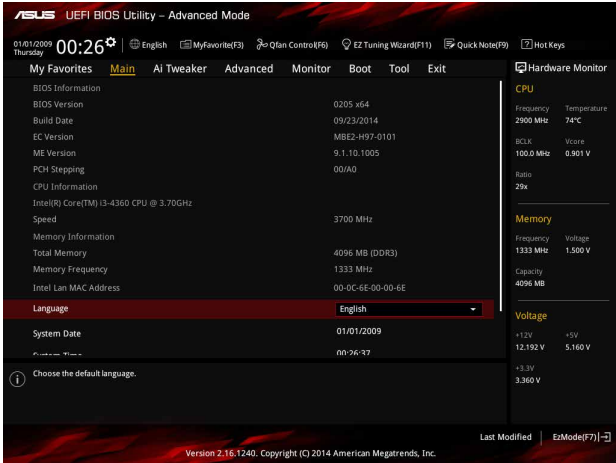 ASUS UEFI BIOS Utility – Advanced Mode
01/01/2009 Thursday 00:26 English MyFavorite(F3) Qfan Control(F6) EZ Tuning Wizard(F11) Quick Note(F9) ? Hot Keys
My Favorites Main Ai Tweaker Advanced Monitor Boot Tool Exit
BIOS Information
BIOS Version 0205 x64
Build Date 09/23/2014
EC Version MBE2-H97-0101
ME Version 9.1.10.1005
PCH Stepping 00/A0
CPU Information
Intel(R) Core(TM) i3-4360 CPU @ 3.70GHz
Speed 3700 MHz
Memory Information
Total Memory 4096 MB (DDR3)
Memory Frequency 1333 MHz
Intel Lan MAC Address 00-0C-6E-00-00-6E
Language English
System Date 01/01/2009
System Time 00:26:37
Choose the default language.
Hardware Monitor
CPU
Frequency Temperature
2900 MHz 74°C
BCLK Vcore
100.0 MHz 0.901 V
Ratio
29x
Memory
Frequency Voltage
1333 MHz 1.500 V
Capacity
4096 MB
Voltage
+12V +5V
12.192 V 5.160 V
+3.3V
3.360 V
Last Modified EzMode(F7)
Version 2.16.1240. Copyright (C) 2014 American Megatrends, Inc.